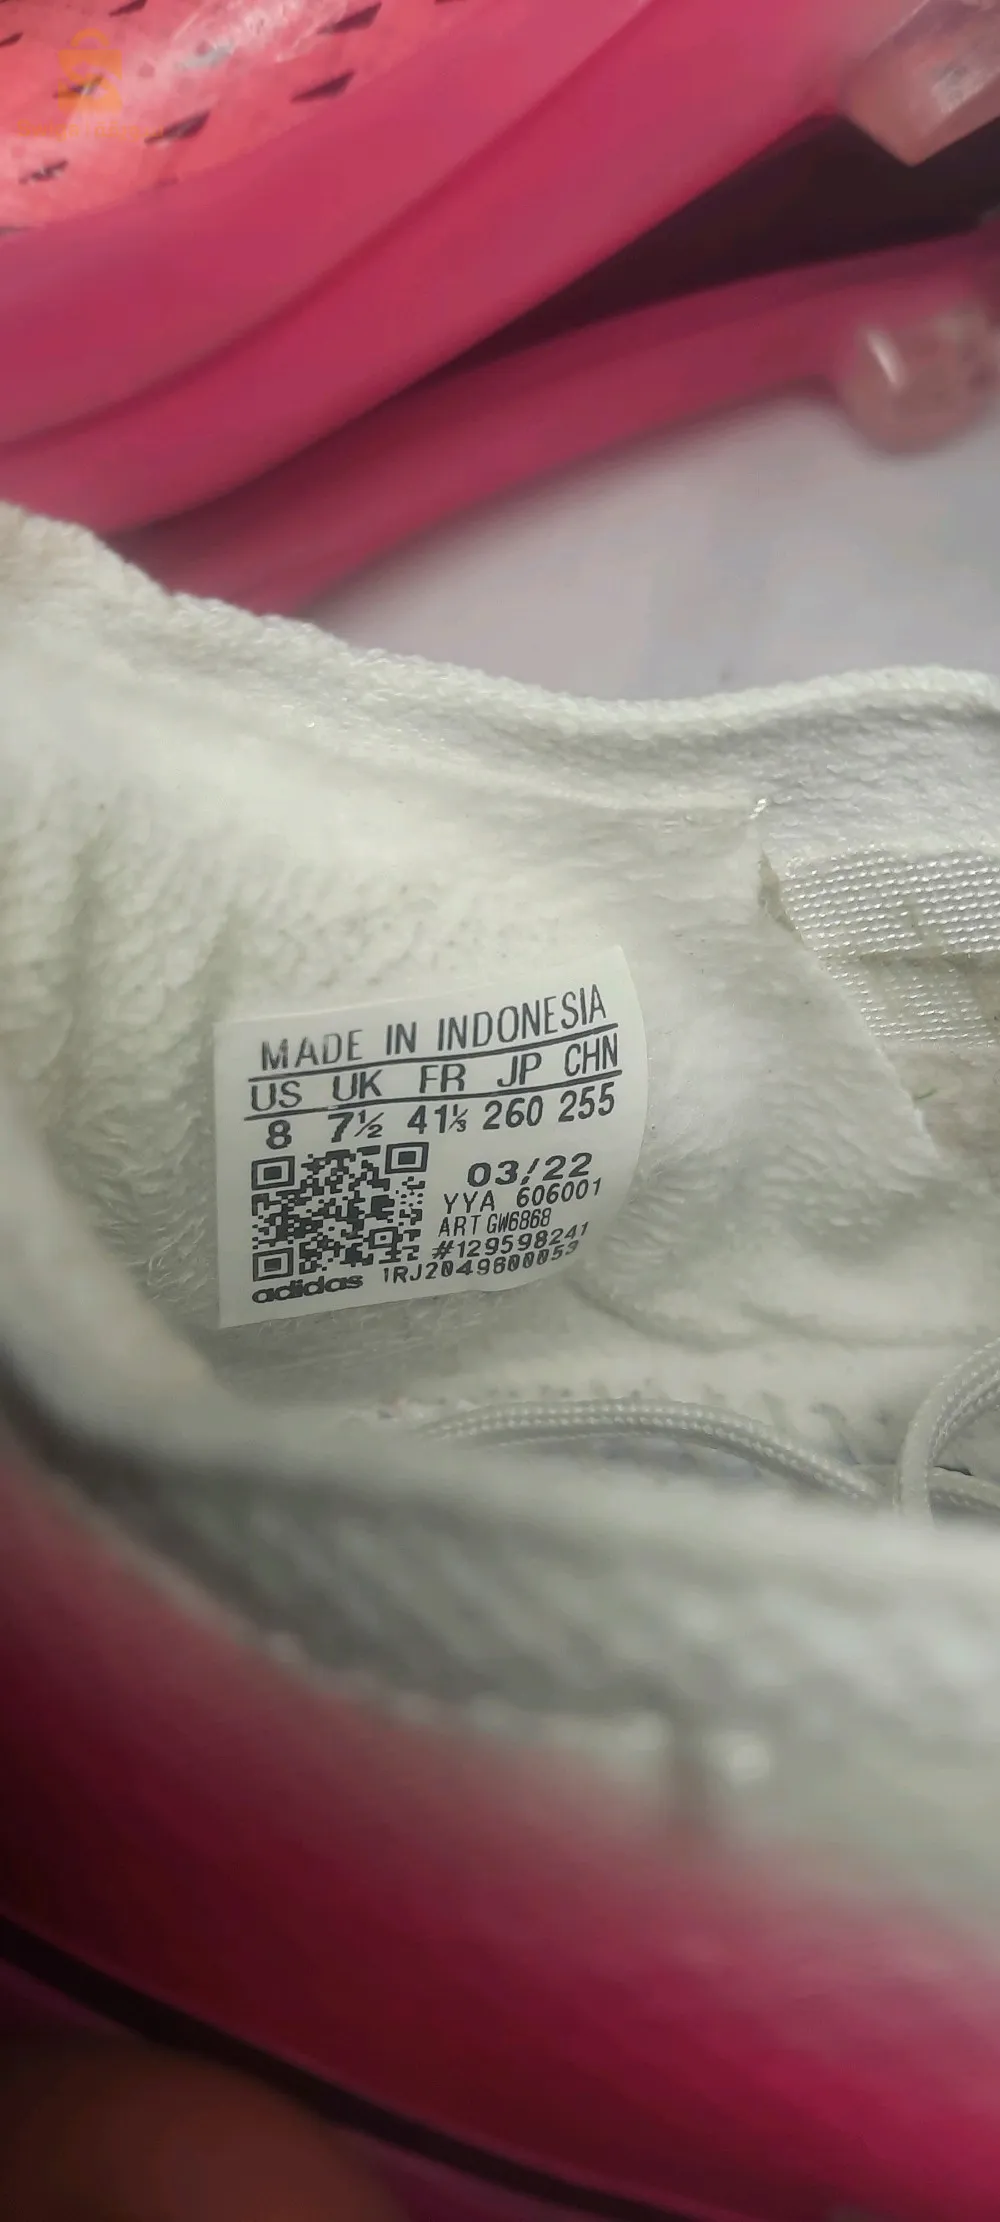 MADE IN INDONESIA
US UK FR JP CHN
8 7½ 41⅓ 260 255
03/22
YYA 606001
ART GW6868
#129598241
adidas 1RJ2049600053